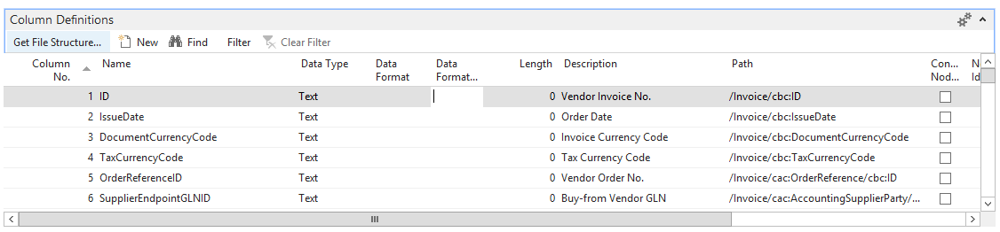 Column Definitions
Get File Structure... New Find Filter Clear Filter
Column No. Name Data Type Data Format Data Format... Length Description Path Con... Nod... N Id
1 ID Text 0 Vendor Invoice No. /Invoice/cbc:ID
2 IssueDate Text 0 Order Date /Invoice/cbc:IssueDate
3 DocumentCurrencyCode Text 0 Invoice Currency Code /Invoice/cbc:DocumentCurrencyCode
4 TaxCurrencyCode Text 0 Tax Currency Code /Invoice/cbc:TaxCurrencyCode
5 OrderReferenceID Text 0 Vendor Order No. /Invoice/cac:OrderReference/cbc:ID
6 SupplierEndpointGLNID Text 0 Buy-from Vendor GLN /Invoice/cac:AccountingSupplierParty/...